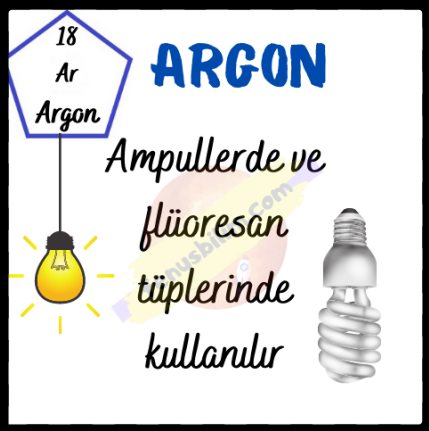 18
Ar
Argon
ARGON
Ampullerde ve
flüoresan
tüplerinde
kullanılır